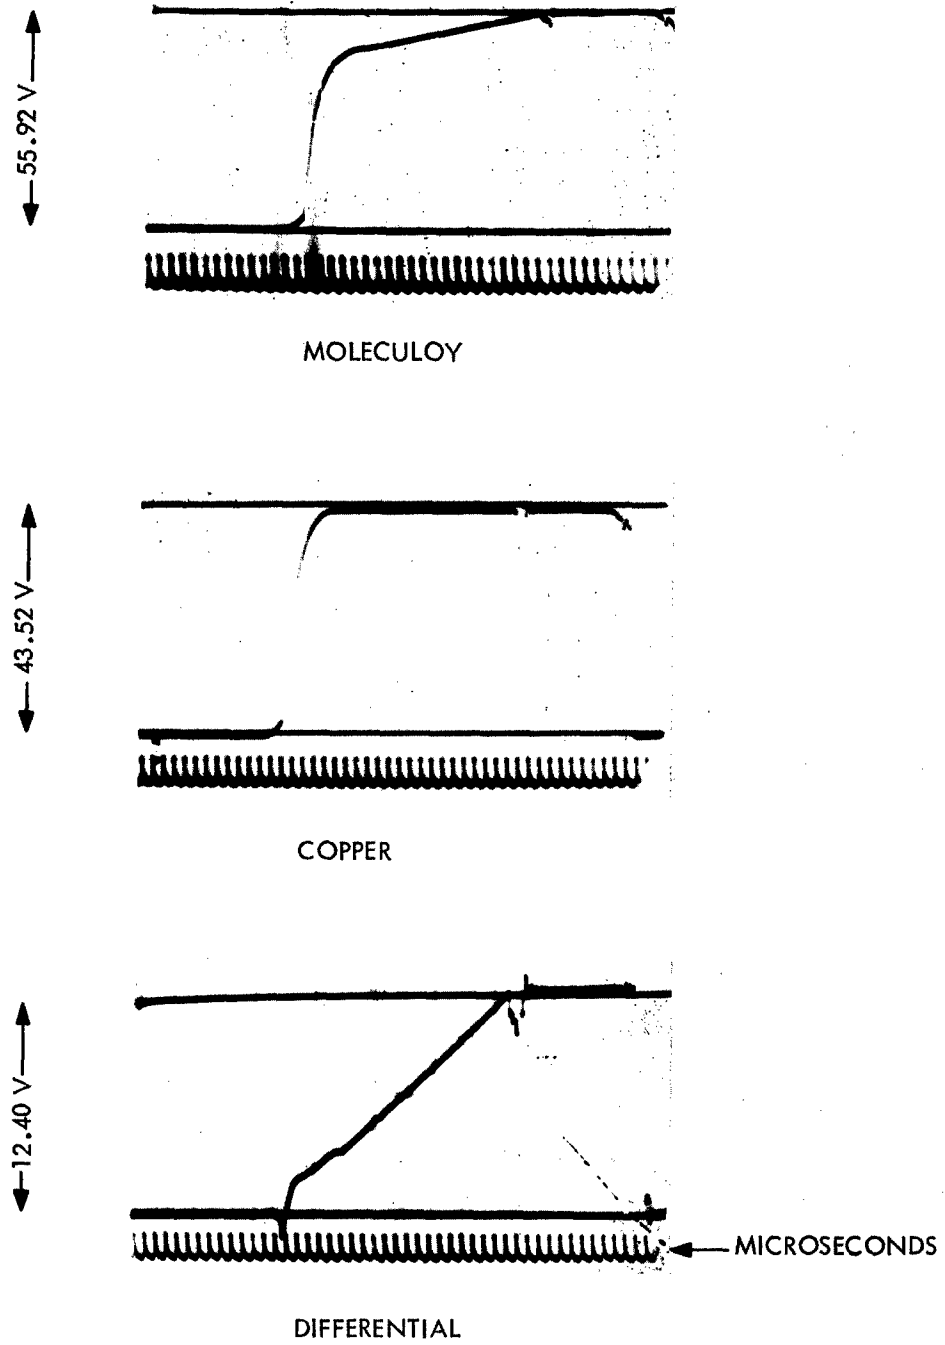 55.92 V
MOLECULOY
43.52 V
COPPER
12.40 V
MICROSECONDS
DIFFERENTIAL